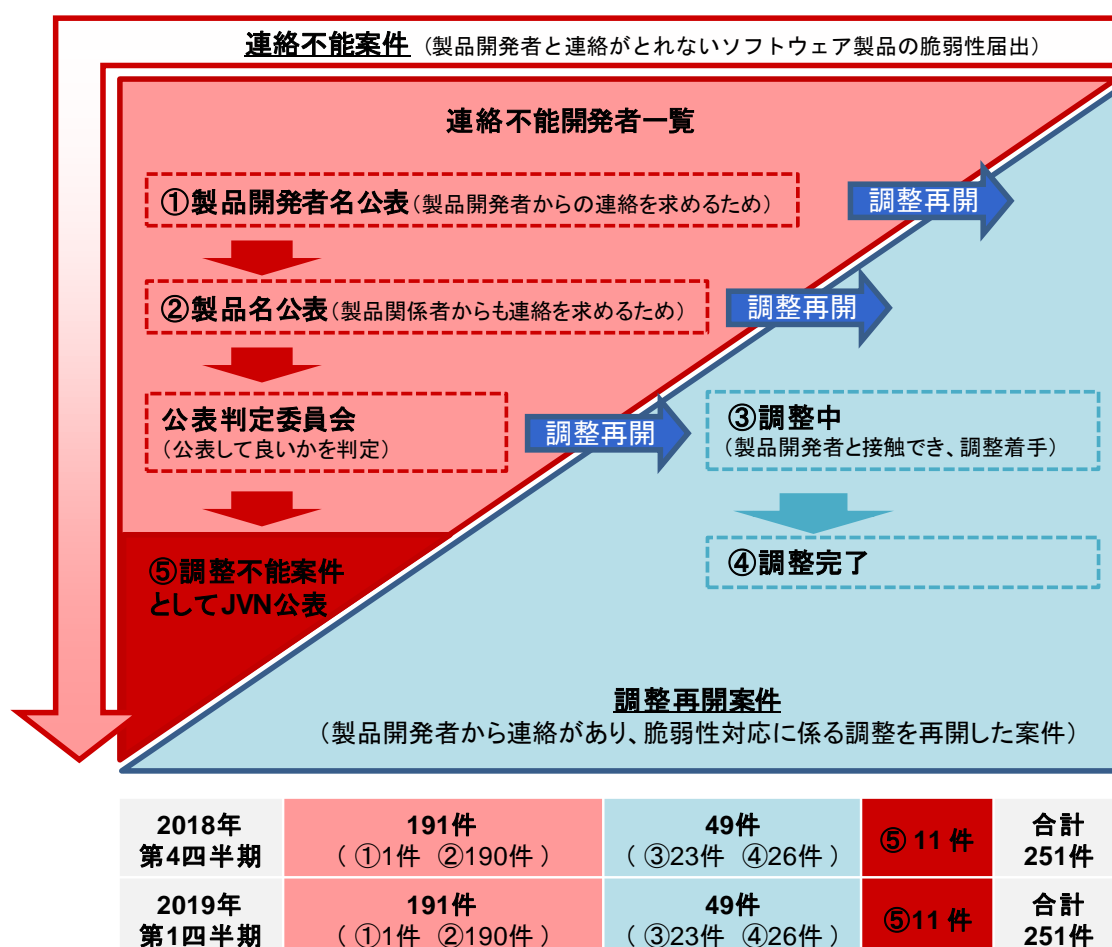 連絡不能案件（製品開発者と連絡がとれないソフトウェア製品の脆弱性届出）
連絡不能開発者一覧
①製品開発者名公表（製品開発者からの連絡を求めるため）
調整再開
②製品名公表（製品関係者からも連絡を求めるため）
調整再開
公表判定委員会
（公表して良いかを判定）
調整再開
③調整中
（製品開発者と接触でき、調整着手）
④調整完了
⑤調整不能案件
としてJVN公表
調整再開案件
（製品開発者から連絡があり、脆弱性対応に係る調整を再開した案件）
2018年
第4四半期
191件
（ ①1件 ②190件 ）
49件
（ ③23件 ④26件 ）
⑤ 11 件
合計
251件
2019年
第1四半期
191件
（ ①1件 ②190件 ）
49件
（ ③23件 ④26件 ）
⑤11 件
合計
251件